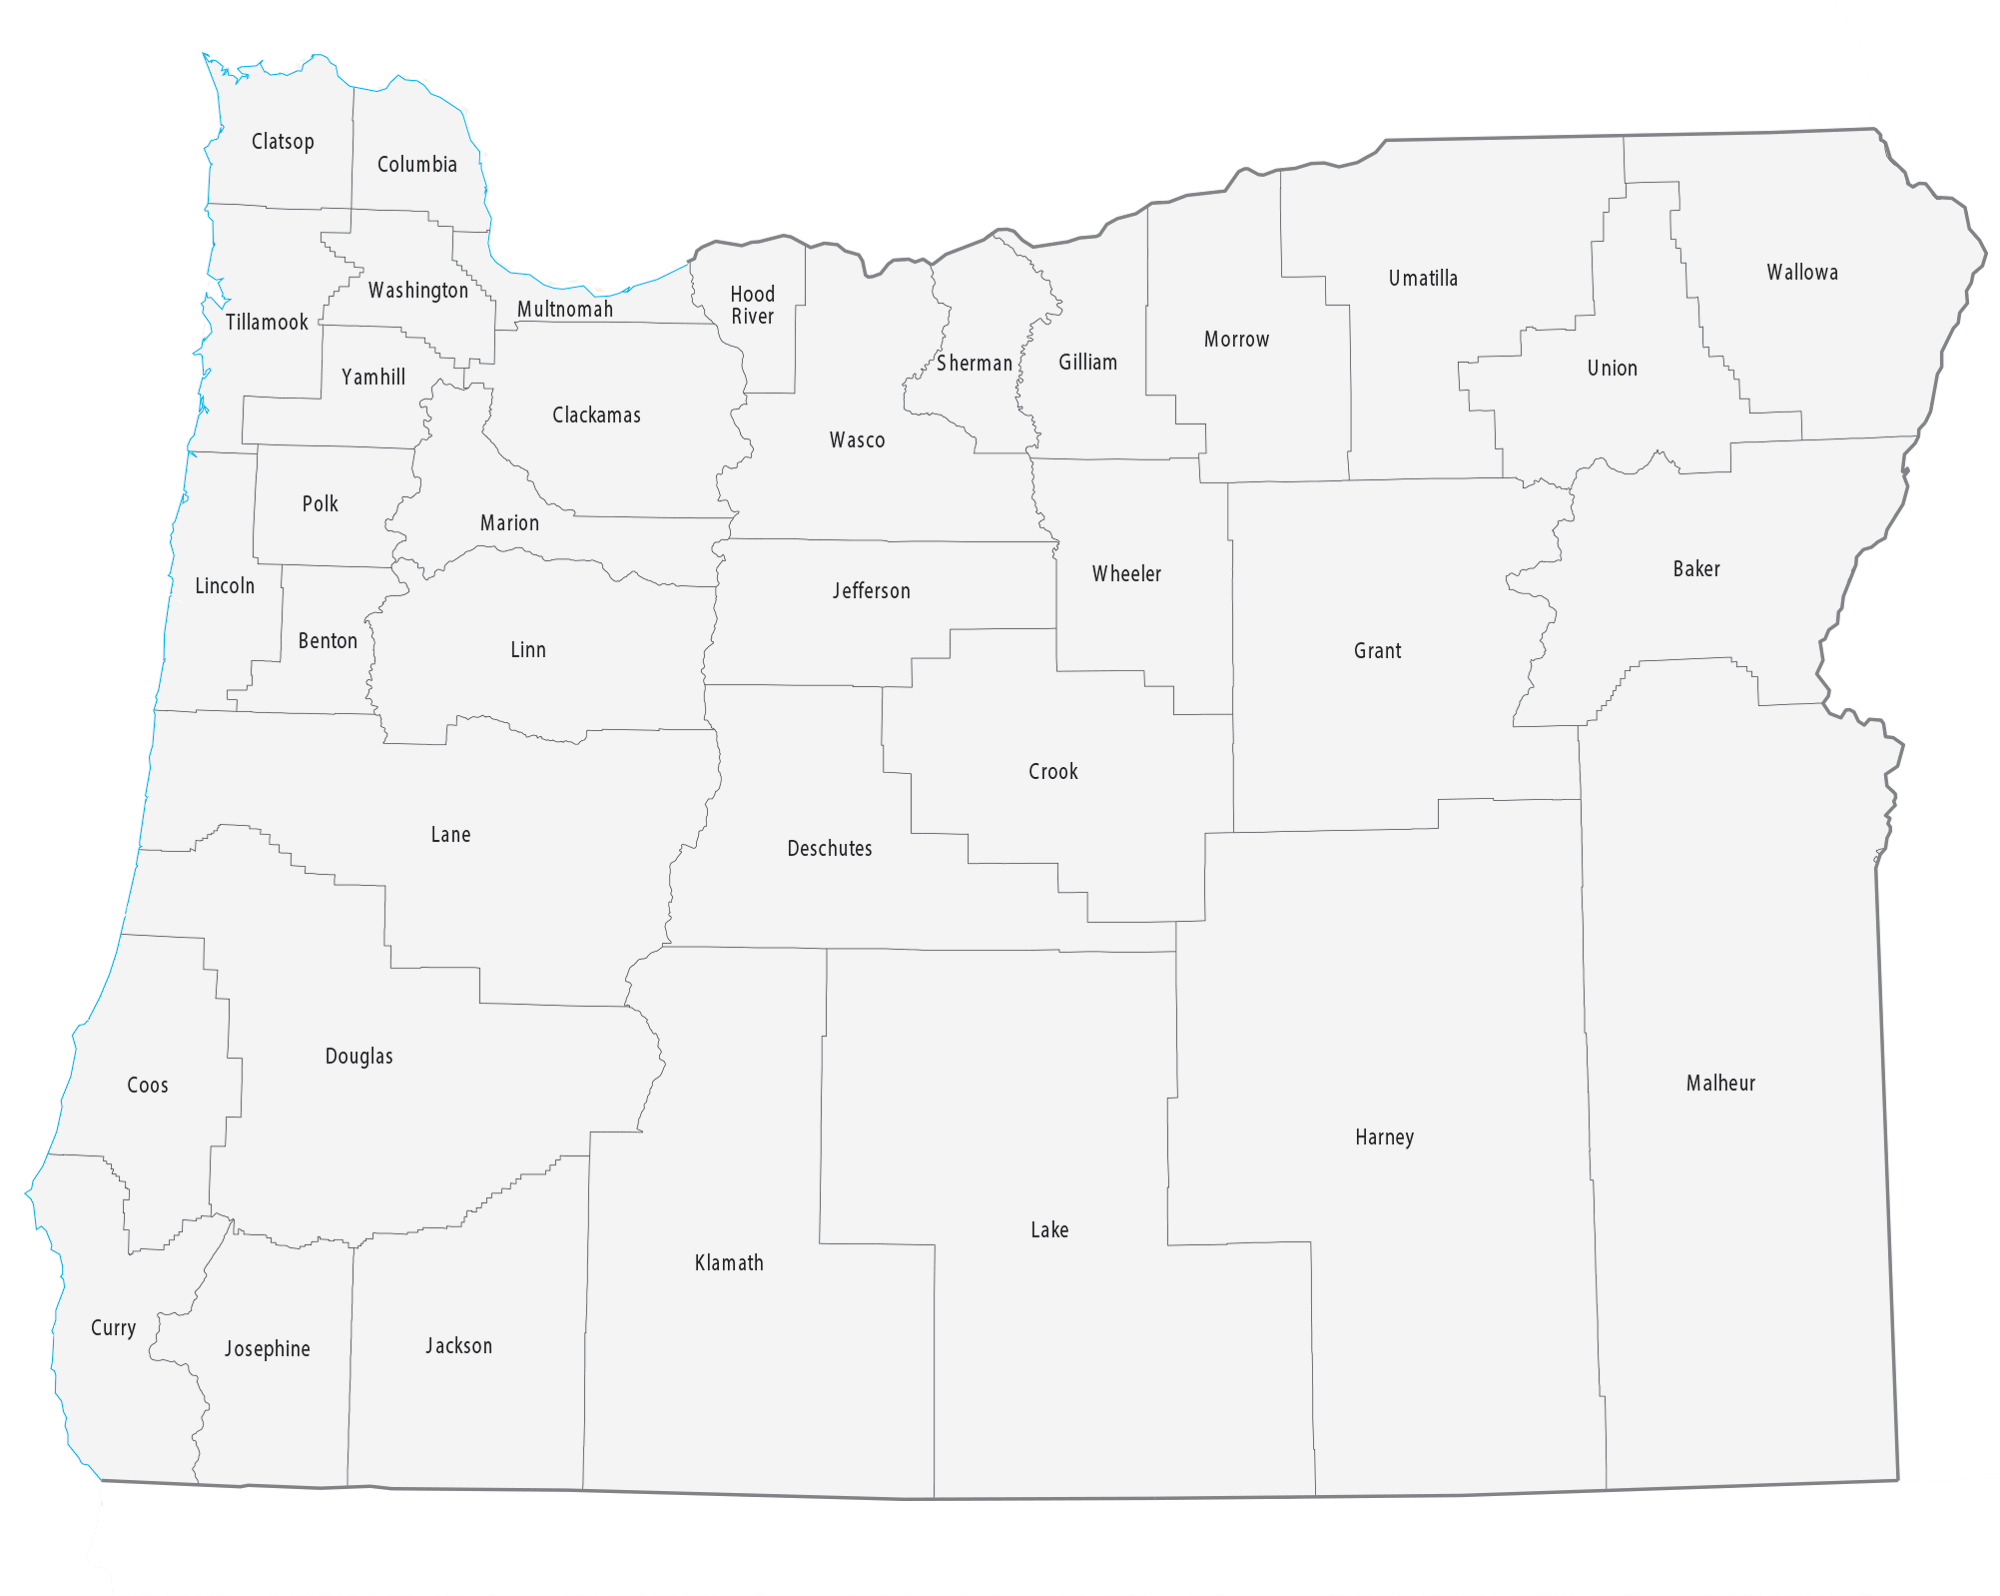 Clatsop
Columbia
Washington
Multnomah
Tillamook
Hood
River
Yamhill
Clackamas
Wasco
Sherman
Gilliam
Morrow
Umatilla
Union
Wallowa
Polk
Marion
Lincoln
Benton
Linn
Jefferson
Wheeler
Grant
Baker
Lane
Deschutes
Crook
Coos
Douglas
Harney
Malheur
Curry
Josephine
Jackson
Klamath
Lake